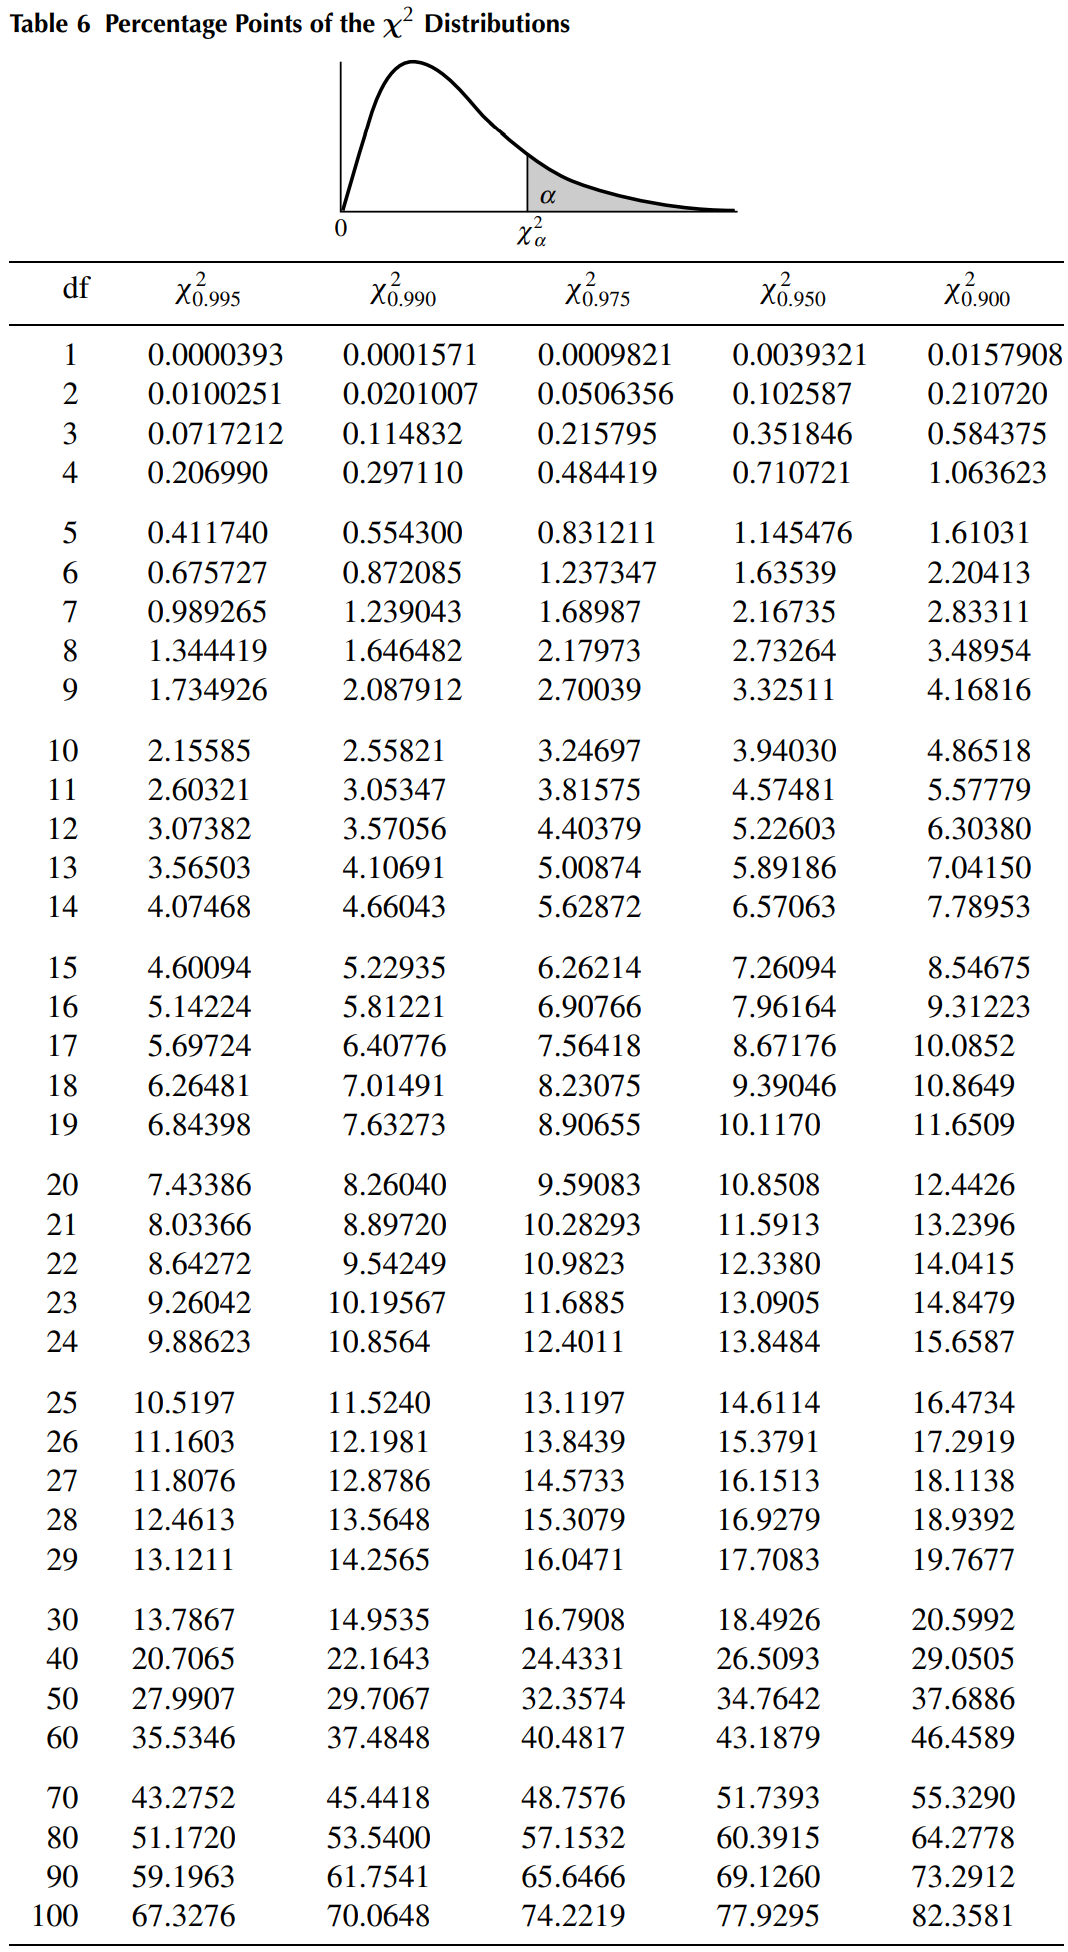 Table 6 Percentage Points of the χ² Distributions
α
0
χ²α
df χ²0.995 χ²0.990 χ²0.975 χ²0.950 χ²0.900
1 0.0000393 0.0001571 0.0009821 0.0039321 0.0157908
2 0.0100251 0.0201007 0.0506356 0.102587 0.210720
3 0.0717212 0.114832 0.215795 0.351846 0.584375
4 0.206990 0.297110 0.484419 0.710721 1.063623
5 0.411740 0.554300 0.831211 1.145476 1.61031
6 0.675727 0.872085 1.237347 1.63539 2.20413
7 0.989265 1.239043 1.68987 2.16735 2.83311
8 1.344419 1.646482 2.17973 2.73264 3.48954
9 1.734926 2.087912 2.70039 3.32511 4.16816
10 2.15585 2.55821 3.24697 3.94030 4.86518
11 2.60321 3.05347 3.81575 4.57481 5.57779
12 3.07382 3.57056 4.40379 5.22603 6.30380
13 3.56503 4.10691 5.00874 5.89186 7.04150
14 4.07468 4.66043 5.62872 6.57063 7.78953
15 4.60094 5.22935 6.26214 7.26094 8.54675
16 5.14224 5.81221 6.90766 7.96164 9.31223
17 5.69724 6.40776 7.56418 8.67176 10.0852
18 6.26481 7.01491 8.23075 9.39046 10.8649
19 6.84398 7.63273 8.90655 10.1170 11.6509
20 7.43386 8.26040 9.59083 10.8508 12.4426
21 8.03366 8.89720 10.28293 11.5913 13.2396
22 8.64272 9.54249 10.9823 12.3380 14.0415
23 9.26042 10.19567 11.6885 13.0905 14.8479
24 9.88623 10.8564 12.4011 13.8484 15.6587
25 10.5197 11.5240 13.1197 14.6114 16.4734
26 11.1603 12.1981 13.8439 15.3791 17.2919
27 11.8076 12.8786 14.5733 16.1513 18.1138
28 12.4613 13.5648 15.3079 16.9279 18.9392
29 13.1211 14.2565 16.0471 17.7083 19.7677
30 13.7867 14.9535 16.7908 18.4926 20.5992
40 20.7065 22.1643 24.4331 26.5093 29.0505
50 27.9907 29.7067 32.3574 34.7642 37.6886
60 35.5346 37.4848 40.4817 43.1879 46.4589
70 43.2752 45.4418 48.7576 51.7393 55.3290
80 51.1720 53.5400 57.1532 60.3915 64.2778
90 59.1963 61.7541 65.6466 69.1260 73.2912
100 67.3276 70.0648 74.2219 77.9295 82.3581